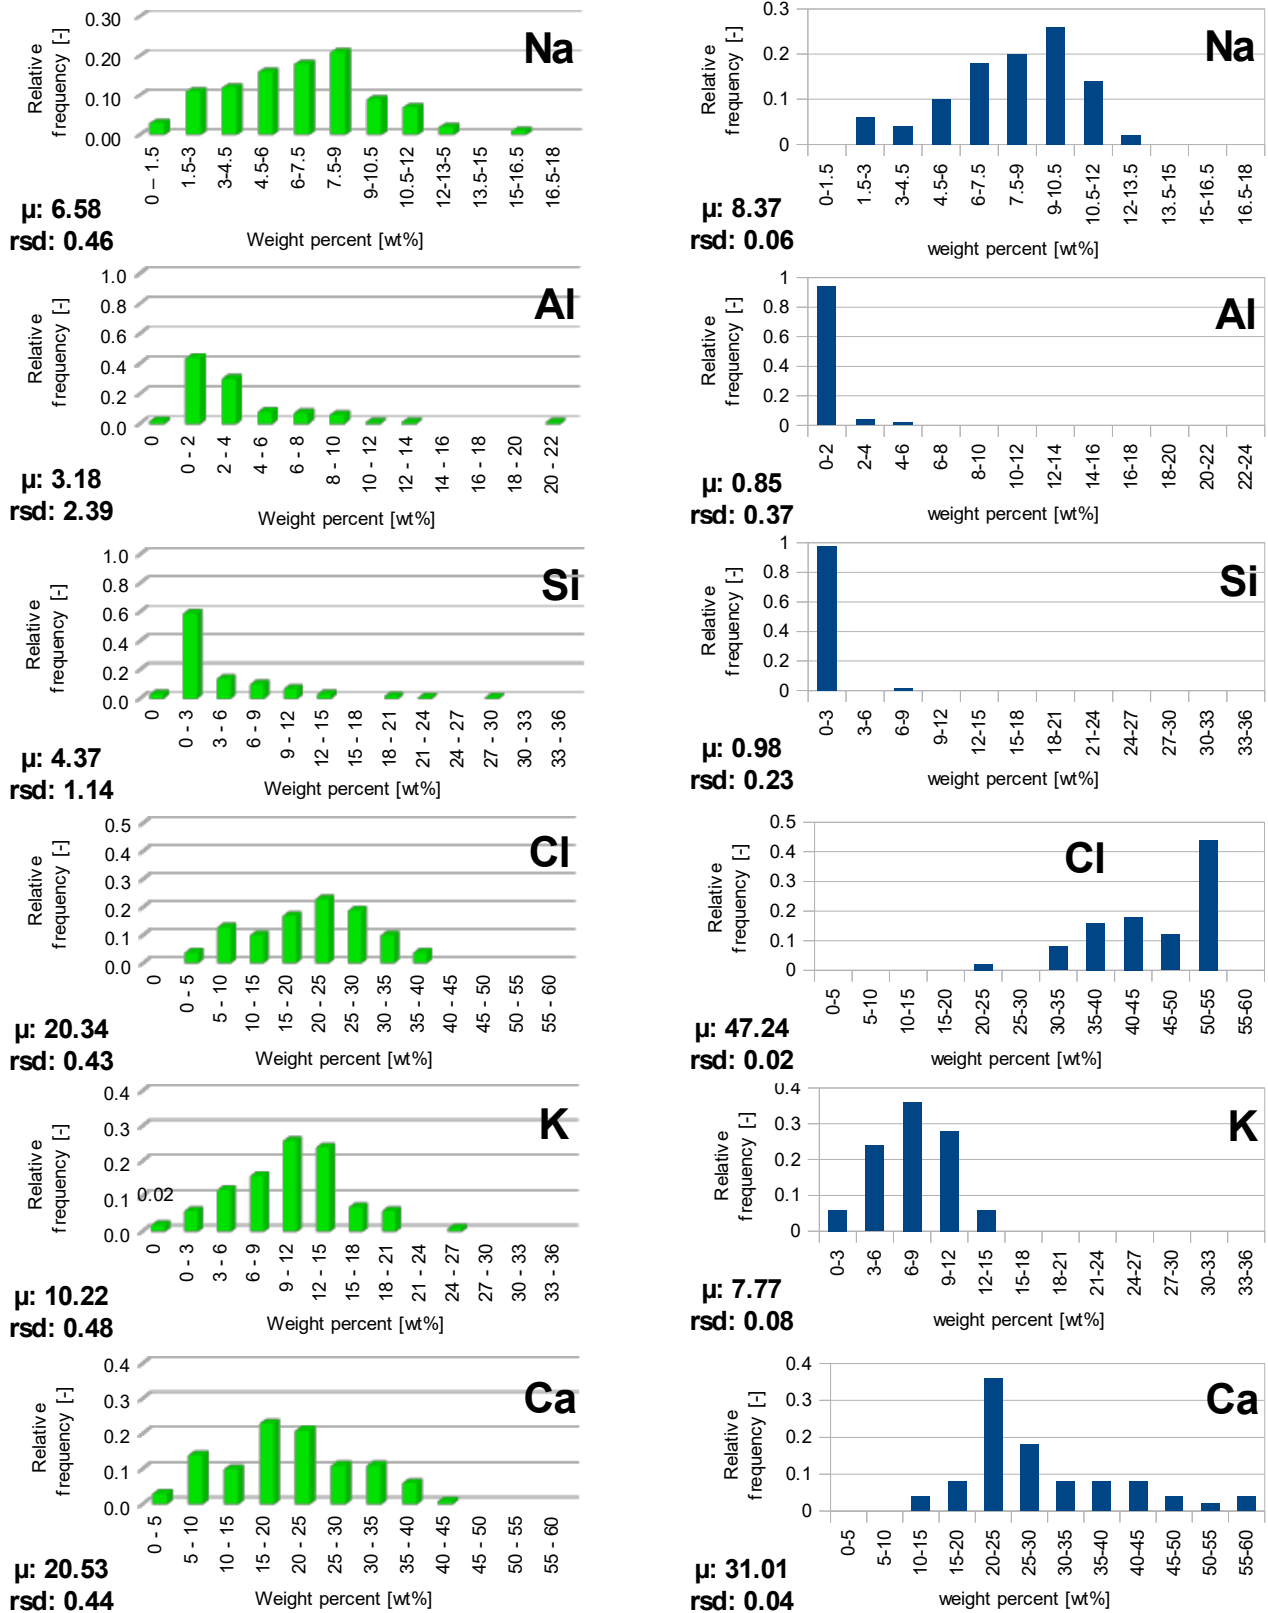 Relative
frequency [-]
0.30
0.20
0.10
0.00
Na
0 – 1.5
1.5-3
3-4.5
4.5-6
6-7.5
7.5-9
9-10.5
10.5-12
12-13-5
13.5-15
15-16.5
16.5-18
µ: 6.58
rsd: 0.46
Weight percent [wt%]
Relative
frequency [-]
0.3
0.2
0.1
0
Na
0-1.5
1.5-3
3-4.5
4.5-6
6-7.5
7.5-9
9-10.5
10.5-12
12-13.5
13.5-15
15-16.5
16.5-18
µ: 8.37
rsd: 0.06
weight percent [wt%]
Relative
frequency [-]
1.0
0.8
0.6
0.4
0.2
0.0
Al
0
0 - 2
2 - 4
4 - 6
6 - 8
8 - 10
10 - 12
12 - 14
14 - 16
16 - 18
18 - 20
20 - 22
µ: 3.18
rsd: 2.39
Weight percent [wt%]
Relative
frequency [-]
1
0.8
0.6
0.4
0.2
0
Al
0-2
2-4
4-6
6-8
8-10
10-12
12-14
14-16
16-18
18-20
20-22
22-24
µ: 0.85
rsd: 0.37
weight percent [wt%]
Relative
frequency [-]
1.0
0.8
0.6
0.4
0.2
0.0
Si
0
0 - 3
3 - 6
6 - 9
9 - 12
12 - 15
15 - 18
18 - 21
21 - 24
24 - 27
27 - 30
30 - 33
33 - 36
µ: 4.37
rsd: 1.14
Weight percent [wt%]
Relative
frequency [-]
1
0.8
0.6
0.4
0.2
0
Si
0-3
3-6
6-9
9-12
12-15
15-18
18-21
21-24
24-27
27-30
30-33
33-36
µ: 0.98
rsd: 0.23
weight percent [wt%]
Relative
frequency [-]
0.5
0.4
0.3
0.2
0.1
0.0
Cl
0
0 - 5
5 - 10
10 - 15
15 - 20
20 - 25
25 - 30
30 - 35
35 - 40
40 - 45
45 - 50
50 - 55
55 - 60
µ: 20.34
rsd: 0.43
Weight percent [wt%]
Relative
frequency [-]
0.5
0.4
0.3
0.2
0.1
0
Cl
0-5
5-10
10-15
15-20
20-25
25-30
30-35
35-40
40-45
45-50
50-55
55-60
µ: 47.24
rsd: 0.02
weight percent [wt%]
Relative
frequency [-]
0.4
0.3
0.2
0.1
0.0
0.02
K
0
0 - 3
3 - 6
6 - 9
9 - 12
12 - 15
15 - 18
18 - 21
21 - 24
24 - 27
27 - 30
30 - 33
33 - 36
µ: 10.22
rsd: 0.48
Weight percent [wt%]
Relative
frequency [-]
0.4
0.3
0.2
0.1
0
K
0-3
3-6
6-9
9-12
12-15
15-18
18-21
21-24
24-27
27-30
30-33
33-36
µ: 7.77
rsd: 0.08
weight percent [wt%]
Relative
frequency [-]
0.4
0.3
0.2
0.1
0.0
Ca
0 - 5
5 - 10
10 - 15
15 - 20
20 - 25
25 - 30
30 - 35
35 - 40
40 - 45
45 - 50
50 - 55
55 - 60
µ: 20.53
rsd: 0.44
Weight percent [wt%]
Relative
frequency [-]
0.4
0.3
0.2
0.1
0
Ca
0-5
5-10
10-15
15-20
20-25
25-30
30-35
35-40
40-45
45-50
50-55
55-60
µ: 31.01
rsd: 0.04
weight percent [wt%]